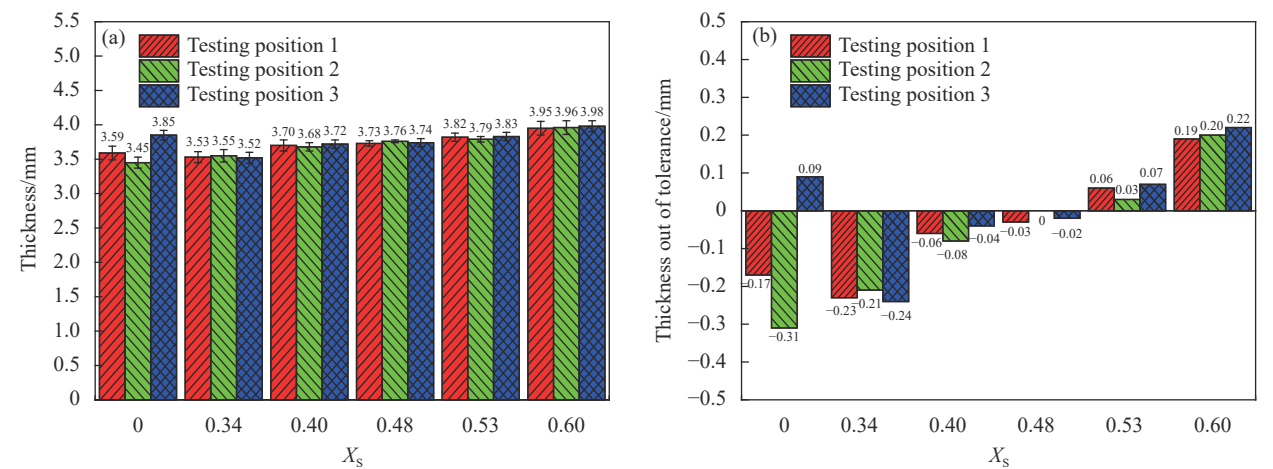 (a)
Testing position 1
Testing position 2
Testing position 3
Thickness/mm
5.5
5.0
4.5
4.0
3.5
3.0
2.5
2.0
1.5
1.0
0.5
0
3.59 3.45 3.85 3.53 3.55 3.52 3.70 3.68 3.72 3.73 3.76 3.74 3.82 3.79 3.83 3.95 3.96 3.98
0 0.34 0.40 0.48 0.53 0.60
XS
(b)
Testing position 1
Testing position 2
Testing position 3
Thickness out of tolerance/mm
0.5
0.4
0.3
0.2
0.1
0
−0.1
−0.2
−0.3
−0.4
−0.5
−0.17 −0.31 0.09 −0.23 −0.21 −0.24 −0.06 −0.08 −0.04 −0.03 0 −0.02 0.06 0.03 0.07 0.19 0.20 0.22
0 0.34 0.40 0.48 0.53 0.60
XS